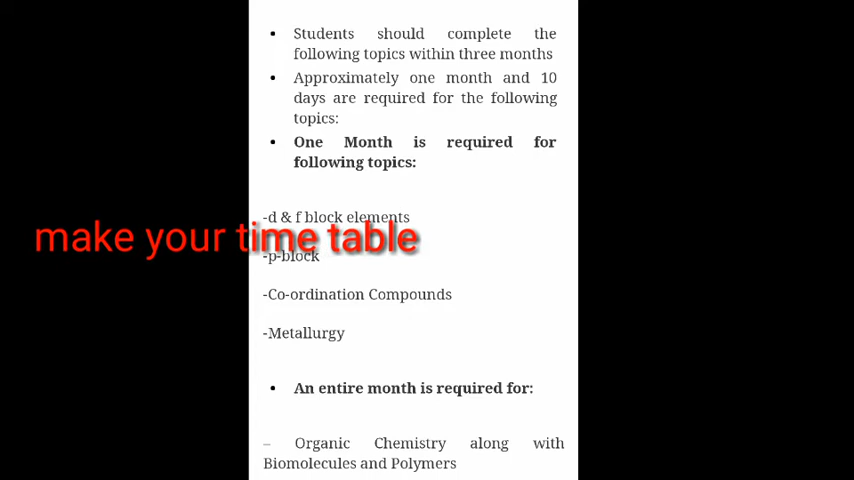 • Students should complete the
following topics within three months
• Approximately one month and 10
days are required for the following
topics:
• One Month is required for
following topics:
-d & f block elements
make your time table
-p-block
-Co-ordination Compounds
-Metallurgy
• An entire month is required for:
– Organic Chemistry along with
Biomolecules and Polymers